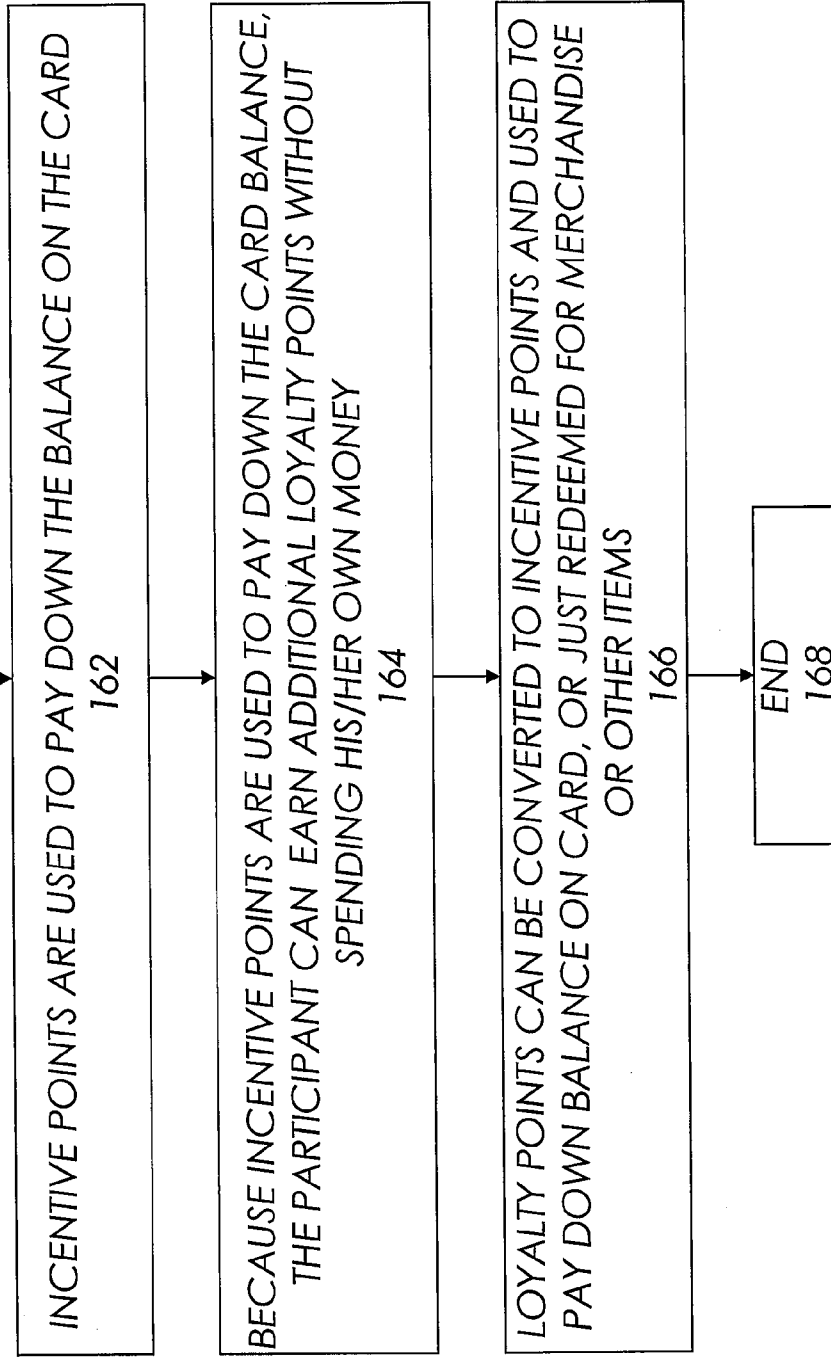 INCENTIVE POINTS ARE USED TO PAY DOWN THE BALANCE ON THE CARD
162
BECAUSE INCENTIVE POINTS ARE USED TO PAY DOWN THE CARD BALANCE,
THE PARTICIPANT CAN EARN ADDITIONAL LOYALTY POINTS WITHOUT
SPENDING HIS/HER OWN MONEY
164
LOYALTY POINTS CAN BE CONVERTED TO INCENTIVE POINTS AND USED TO
PAY DOWN BALANCE ON CARD, OR JUST REDEEMED FOR MERCHANDISE
OR OTHER ITEMS
166
END
168